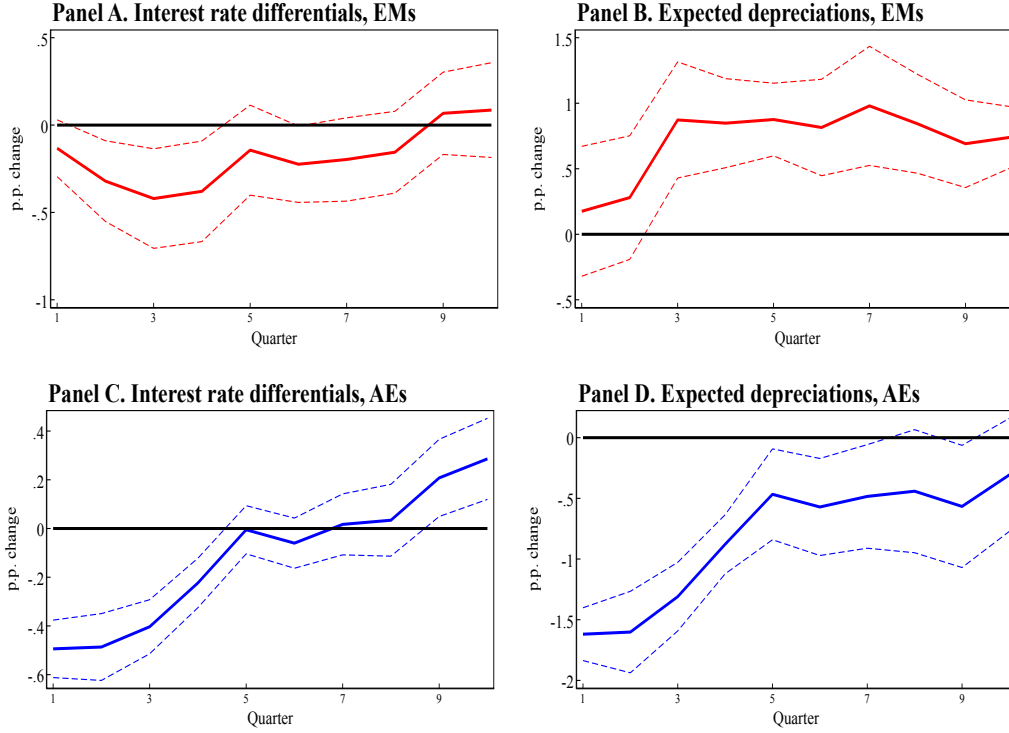 Panel A. Interest rate differentials, EMs
.5
0
-.5
-1
p.p. change
1 3 5 7 9
Quarter
Panel B. Expected depreciations, EMs
1.5
1
.5
0
-.5
p.p. change
1 3 5 7 9
Quarter
Panel C. Interest rate differentials, AEs
.4
.2
0
-.2
-.4
-.6
p.p. change
1 3 5 7 9
Quarter
Panel D. Expected depreciations, AEs
0
-.5
-1
-1.5
-2
p.p. change
1 3 5 7 9
Quarter